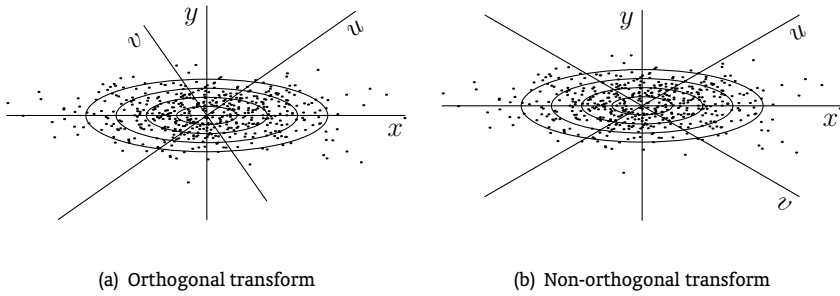 y
v
u
x
y
u
x
v
(a) Orthogonal transform
(b) Non-orthogonal transform